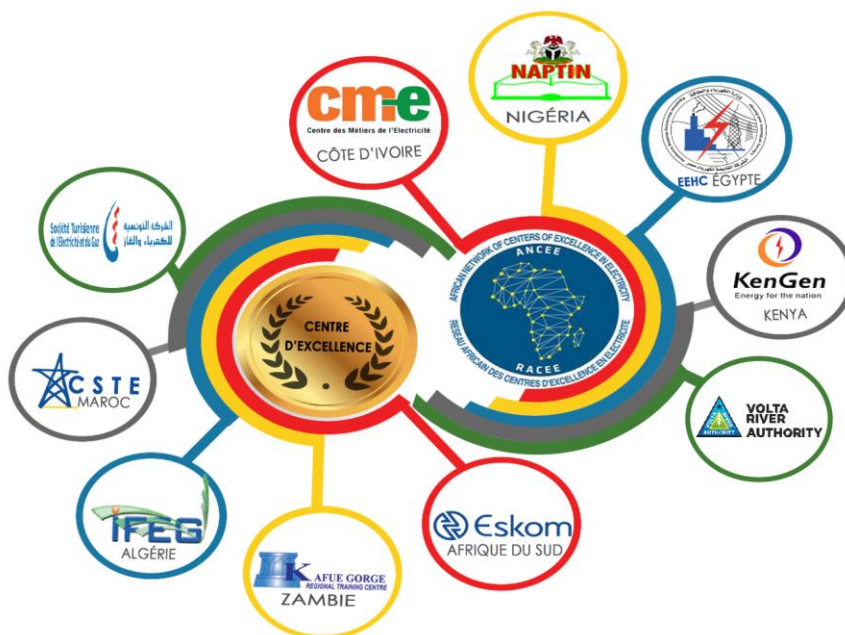 NAPTIN
NIGÉRIA
cme
Centre des Métiers de l'Electricité
CÔTE D'IVOIRE
EEHC ÉGYPTE
Société Tunisienne
de l'Electricité et du Gaz
الشركة التونسية
للكهرباء والغاز
AFRICAN NETWORK OF CENTERS OF EXCELLENCE IN ELECTRICITY
ANCEE
RACEE
RESEAU AFRICAIN DES CENTRES D'EXCELLENCE EN ELECTRICITE
KenGen
Energy for the nation
KENYA
CENTRE
D'EXCELLENCE
CSTE
MAROC
VOLTA
RIVER
AUTHORITY
IFEG
ALGÉRIE
Eskom
AFRIQUE DU SUD
KAFUE GORGE
REGIONAL TRAINING CENTRE
ZAMBIE